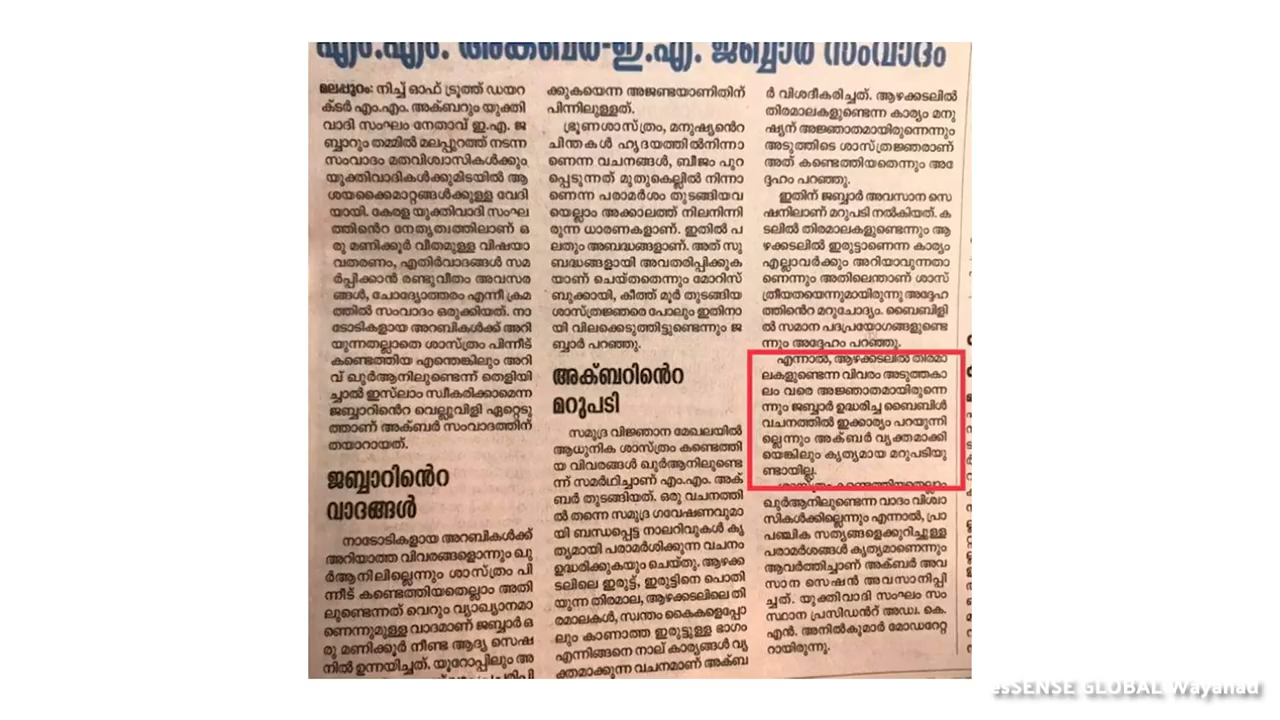 എം.എം. അക്ബർ-ഇ.എ. ജബ്ബാർ സംവാദം
മലപ്പുറം: നിച്ച് ഓഫ് ട്രൂത്ത് ഡയറ
ക്ടർ എം.എം. അക്ബറും യുക്തി
വാദി സംഘം നേതാവ് ഇ.എ. ജ
ബ്ബാറും തമ്മിൽ മലപ്പുറത്ത് നടന്ന
സംവാദം മതവിശ്വാസികൾക്കും
യുക്തിവാദികൾക്കുമിടയിൽ ആ
ശയക്കൈമാറ്റങ്ങൾക്കുള്ള വേദി
യായി. കേരള യുക്തിവാദി സംഘ
ത്തിൻെറ നേതൃത്വത്തിലാണ് ഒ
രു മണിക്കൂർ വീതമുള്ള വിഷയാ
വതരണം, എതിർവാദങ്ങൾ സമ
ർപ്പിക്കാൻ രണ്ടുവീതം അവസര
ങ്ങൾ, ചോദ്യോത്തരം എന്നീ ക്രമ
ത്തിൽ സംവാദം ഒരുക്കിയത്. നാ
ടോടികളായ അറബികൾക്ക് അറി
യുന്നതല്ലാതെ ശാസ്ത്രം പിന്നീട്
കണ്ടെത്തിയ എന്തെങ്കിലും അറി
വ് ഖുർആനിലുണ്ടെന്ന് തെളിയി
ച്ചാൽ ഇസ്‌ലാം സ്വീകരിക്കാമെന്ന
ജബ്ബാറിൻെറ വെല്ലുവിളി ഏറ്റെടു
ത്താണ് അക്ബർ സംവാദത്തിന്
തയാറായത്.
ജബ്ബാറിൻെറ
വാദങ്ങൾ
നാടോടികളായ അറബികൾക്ക്
അറിയാത്ത വിവരങ്ങളൊന്നും ഖു
ർആനിലില്ലെന്നും ശാസ്ത്രം പി
ന്നീട് കണ്ടെത്തിയതെല്ലാം അതി
ലുണ്ടെന്നത് വെറും വ്യാഖ്യാനമാ
ണെന്നുമുള്ള വാദമാണ് ജബ്ബാർ ഒ
രു മണിക്കൂർ നീണ്ട ആദ്യ സെഷ
നിൽ ഉന്നയിച്ചത്. യൂറോപ്പിലും അ
ക്കുകയെന്ന അജണ്ടയാണിതിന്
പിന്നിലുള്ളത്.
ഭ്രൂണശാസ്ത്രം, മനുഷ്യൻെറ
ചിന്തകൾ ഹൃദയത്തിൽനിന്നാ
ണെന്ന വചനങ്ങൾ, ബീജം പുറ
പ്പെടുന്നത് മുതുകെല്ലിൽ നിന്നാ
ണെന്ന പരാമർശം തുടങ്ങിയവ
യെല്ലാം അക്കാലത്ത് നിലനിന്നി
രുന്ന ധാരണകളാണ്. ഇതിൽ പ
ലതും അബദ്ധങ്ങളാണ്. അത് സു
ബദ്ധങ്ങളായി അവതരിപ്പിക്കുക
യാണ് ചെയ്തതെന്നും മോറിസ്
ബുക്കായി, കീത്ത് മൂർ തുടങ്ങിയ
ശാസ്ത്രജ്ഞരെ പോലും ഇതിനാ
യി വിലക്കെടുത്തിട്ടുണ്ടെന്നും ജ
ബ്ബാർ പറഞ്ഞു.
അക്ബറിൻെറ
മറുപടി
സമുദ്ര വിജ്ഞാന മേഖലയിൽ
ആധുനിക ശാസ്ത്രം കണ്ടെത്തി
യ വിവരങ്ങൾ ഖുർആനിലുണ്ടെ
ന്ന് സമർഥിച്ചാണ് എം.എം. അക്
ബർ തുടങ്ങിയത്. ഒരു വചനത്തി
ൽ തന്നെ സമുദ്ര ഗവേഷണവുമാ
യി ബന്ധപ്പെട്ട നാലറിവുകൾ കൃ
ത്യമായി പരാമർശിക്കുന്ന വചനം
ഉദ്ധരിക്കുകയും ചെയ്തു. ആഴക്ക
ടലിലെ ഇരുട്ട്, ഇരുട്ടിനെ പൊതി
യുന്ന തിരമാല, ആഴക്കടലിലെ തി
രമാലകൾ, സ്വന്തം കൈകളെപ്പോ
ലും കാണാത്ത ഇരുട്ടുള്ള ഭാഗം
എന്നിങ്ങനെ നാല് കാര്യങ്ങൾ വ്യ
ക്തമാക്കുന്ന വചനമാണ് അക്ബ
ർ വിശദീകരിച്ചത്. ആഴക്കടലിൽ
തിരമാലകളുണ്ടെന്ന കാര്യം മനു
ഷ്യന് അജ്ഞാതമായിരുന്നെന്നും
അടുത്തിടെ ശാസ്ത്രജ്ഞരാണ്
അത് കണ്ടെത്തിയതെന്നും അദേ
ദ്ദഹം പറഞ്ഞു.
ഇതിന് ജബ്ബാർ അവസാന സെ
ഷനിലാണ് മറുപടി നൽകിയത്. ക
ടലിൽ തിരമാലകളുണ്ടെന്നും ആ
ഴക്കടലിൽ ഇരുട്ടാണെന്ന കാര്യം
എല്ലാവർക്കും അറിയാവുന്നതാ
ണെന്നും അതിലെന്താണ് ശാസ്
ത്രീയതയെന്നുമായിരുന്നു അദ്ദേഹ
ത്തിൻെറ മറുചോദ്യം. ബൈബിളി
ൽ സമാന പദപ്രയോഗങ്ങളുണ്ടെ
ന്നും അദ്ദേഹം പറഞ്ഞു.
എന്നാൽ, ആഴക്കടലിൽ തിരമാ
ലകളുണ്ടെന്ന വിവരം അടുത്തകാ
ലം വരെ അജ്ഞാതമായിരുന്നെ
ന്നും ജബ്ബാർ ഉദ്ധരിച്ച ബൈബിൾ
വചനത്തിൽ ഇക്കാര്യം പറയുന്നി
ല്ലെന്നും അക്ബർ വ്യക്തമാക്കി
യെങ്കിലും കൃത്യമായ മറുപടിയു
ണ്ടായില്ല.
ശാസ്ത്രം കണ്ടെത്തിയതെല്ലാം
ഖുർആനിലുണ്ടെന്ന വാദം വിശ്വാ
സികൾക്കില്ലെന്നും എന്നാൽ, പ്രാ
പഞ്ചിക സത്യങ്ങളെക്കുറിച്ചുള്ള
പരാമർശങ്ങൾ കൃത്യമാണെന്നും
ആവർത്തിച്ചാണ് അക്ബർ അവ
സാന സെഷൻ അവസാനിപ്പി
ച്ചത്. യുക്തിവാദി സംഘം സം
സ്ഥാന പ്രസിഡൻറ് അഡ്വ. കെ.
എൻ. അനിൽകുമാർ മോഡറേറ്റ
റായിരുന്നു.
esSENSE GLOBAL Wayanad